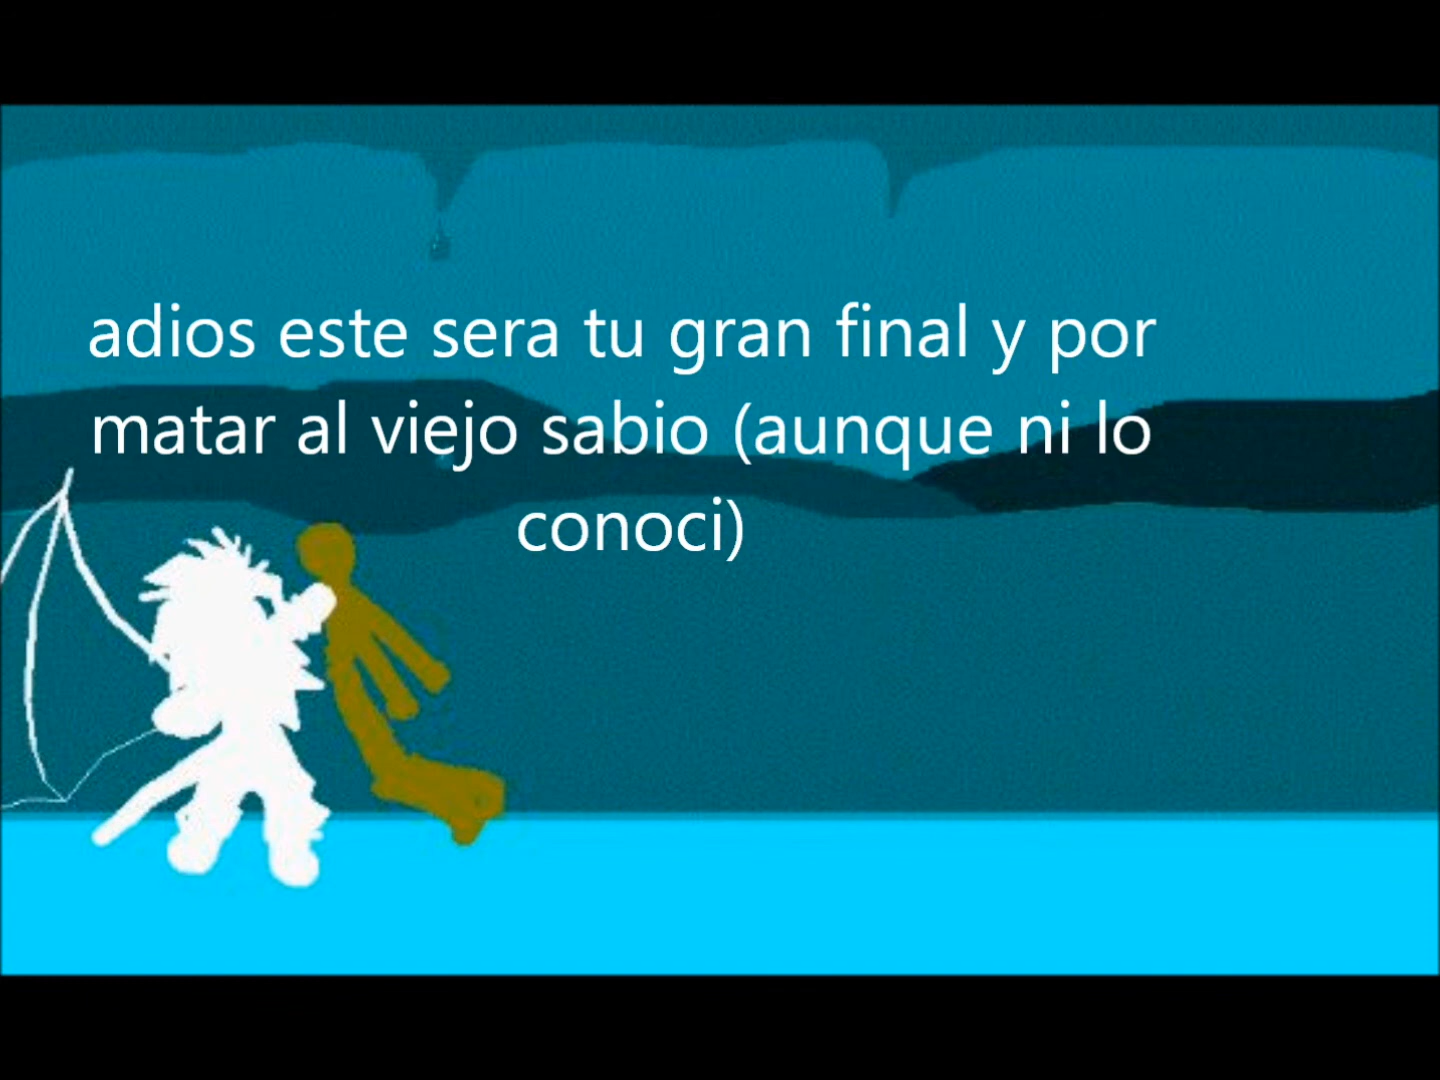 adios este sera tu gran final y por
matar al viejo sabio (aunque ni lo
conoci)